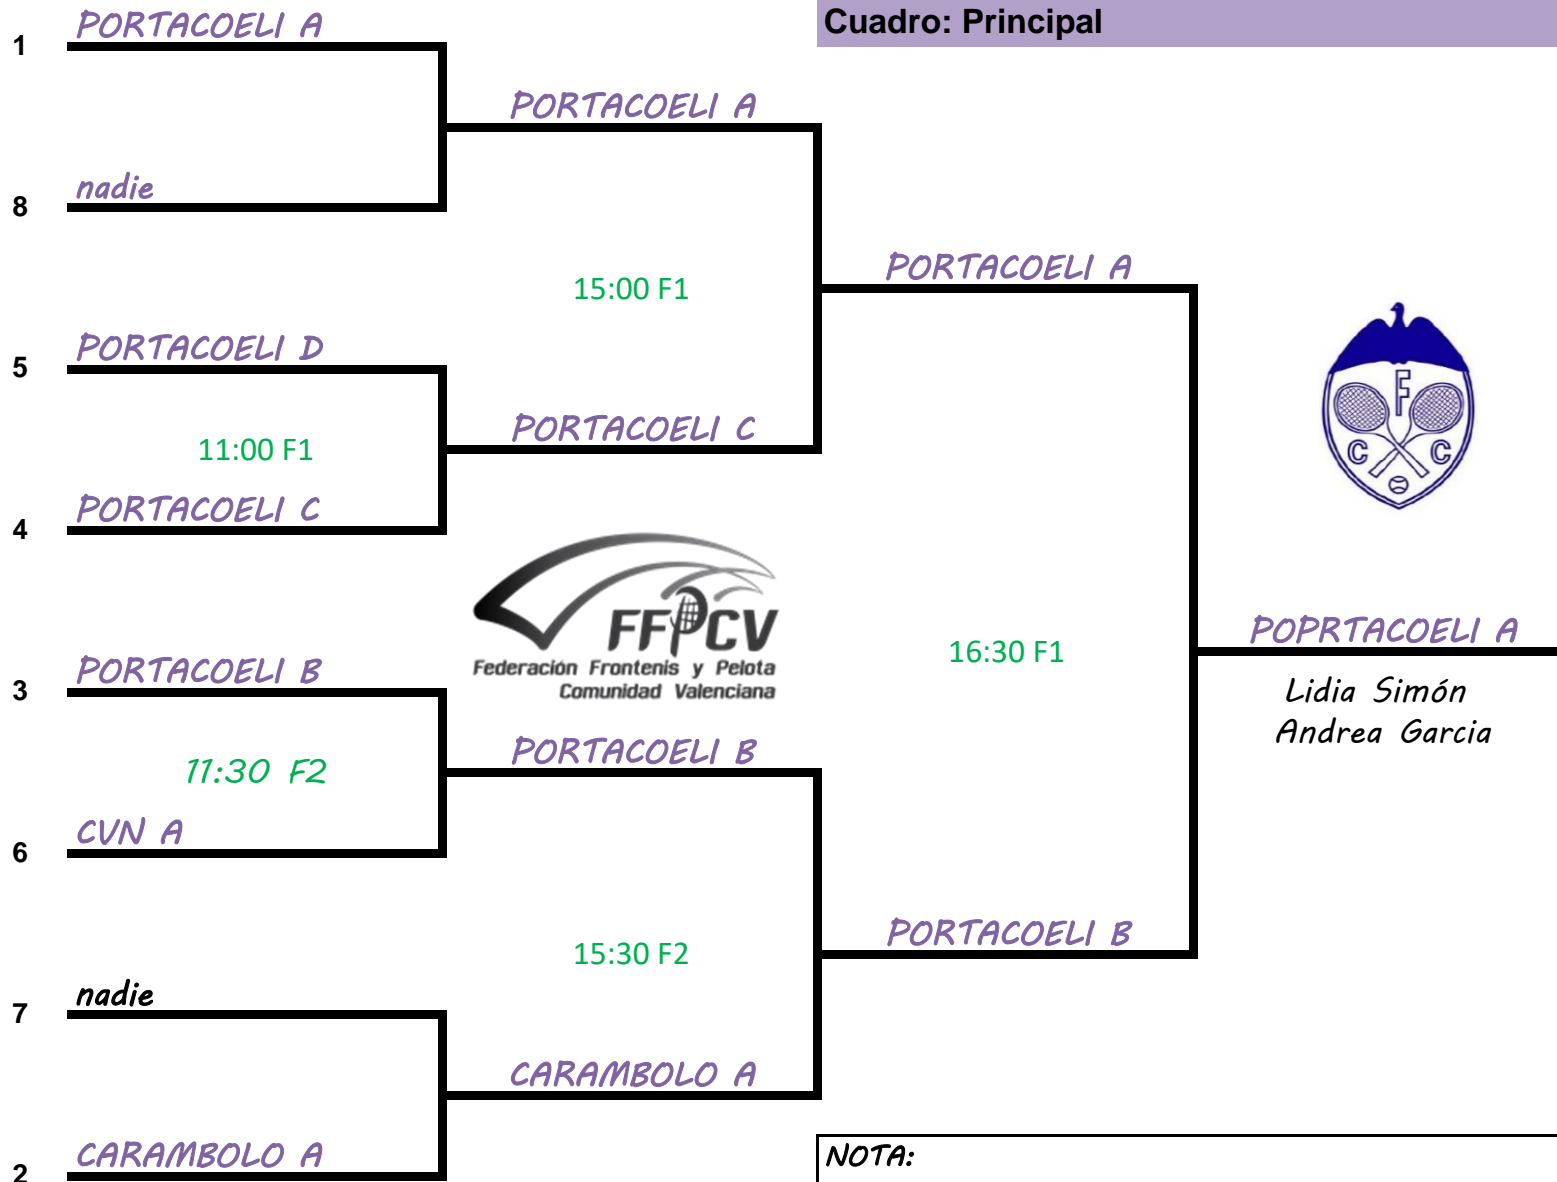 Cuadro: Principal
1 PORTACOELI A
PORTACOELI A
8 nadie
15:00 F1
PORTACOELI A
5 PORTACOELI D
11:00 F1
PORTACOELI C
4 PORTACOELI C
F
C C
FFPCV
Federación Frontenis y Pelota
Comunidad Valenciana
16:30 F1
POPRTACOELI A
Lidia Simón
Andrea Garcia
3 PORTACOELI B
11:30 F2
PORTACOELI B
6 CVN A
15:30 F2
PORTACOELI B
7 nadie
CARAMBOLO A
2 CARAMBOLO A
NOTA: